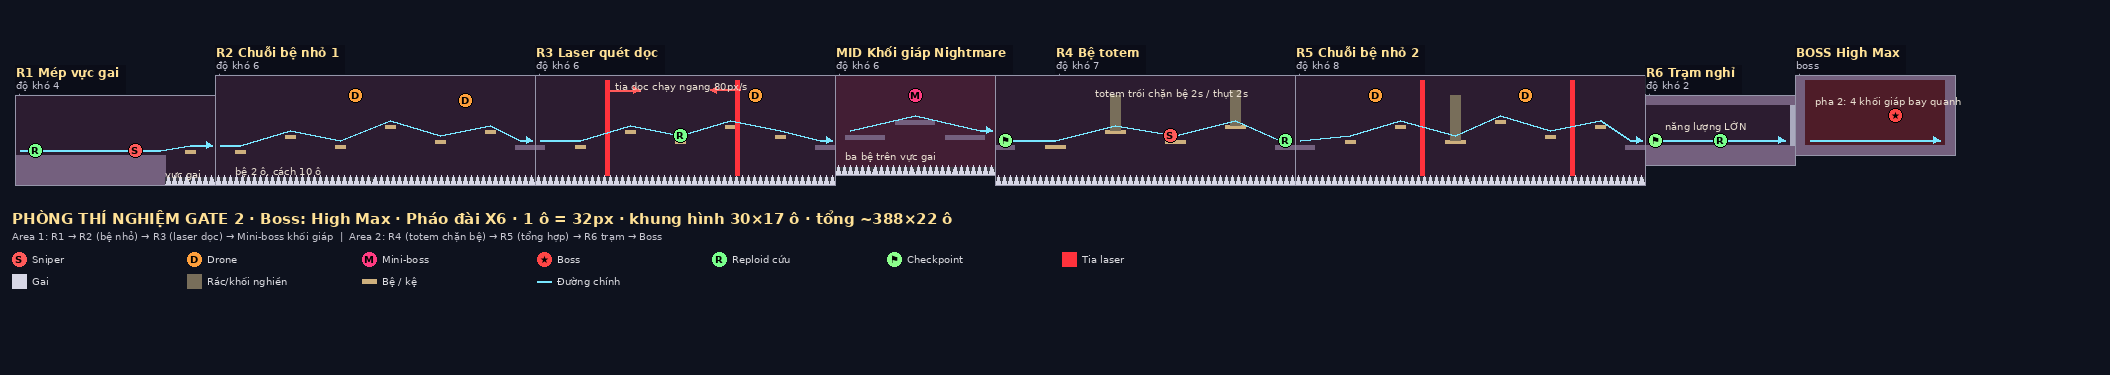 R1 Mép vực gai
độ khó 4
R
S
vực gai
R2 Chuỗi bệ nhỏ 1
độ khó 6
D
D
bệ 2 ô, cách 10 ô
R3 Laser quét dọc
độ khó 6
tia dọc chạy ngang 80px/s
D
R
MID Khối giáp Nightmare
độ khó 6
M
ba bệ trên vực gai
R4 Bệ totem
độ khó 7
totem trồi chặn bệ 2s / thụt 2s
S
R
R5 Chuỗi bệ nhỏ 2
độ khó 8
D
D
R6 Trạm nghỉ
độ khó 2
năng lượng LỚN
R
BOSS High Max
boss
pha 2: 4 khối giáp bay quanh
PHÒNG THÍ NGHIỆM GATE 2 · Boss: High Max · Pháo đài X6 · 1 ô = 32px · khung hình 30×17 ô · tổng ~388×22 ô
Area 1: R1 → R2 (bệ nhỏ) → R3 (laser dọc) → Mini-boss khối giáp | Area 2: R4 (totem chặn bệ) → R5 (tổng hợp) → R6 trạm → Boss
S Sniper
D Drone
M Mini-boss
★ Boss
R Reploid cứu
⚑ Checkpoint
Tia laser
Gai
Rác/khối nghiền
Bệ / kệ
Đường chính